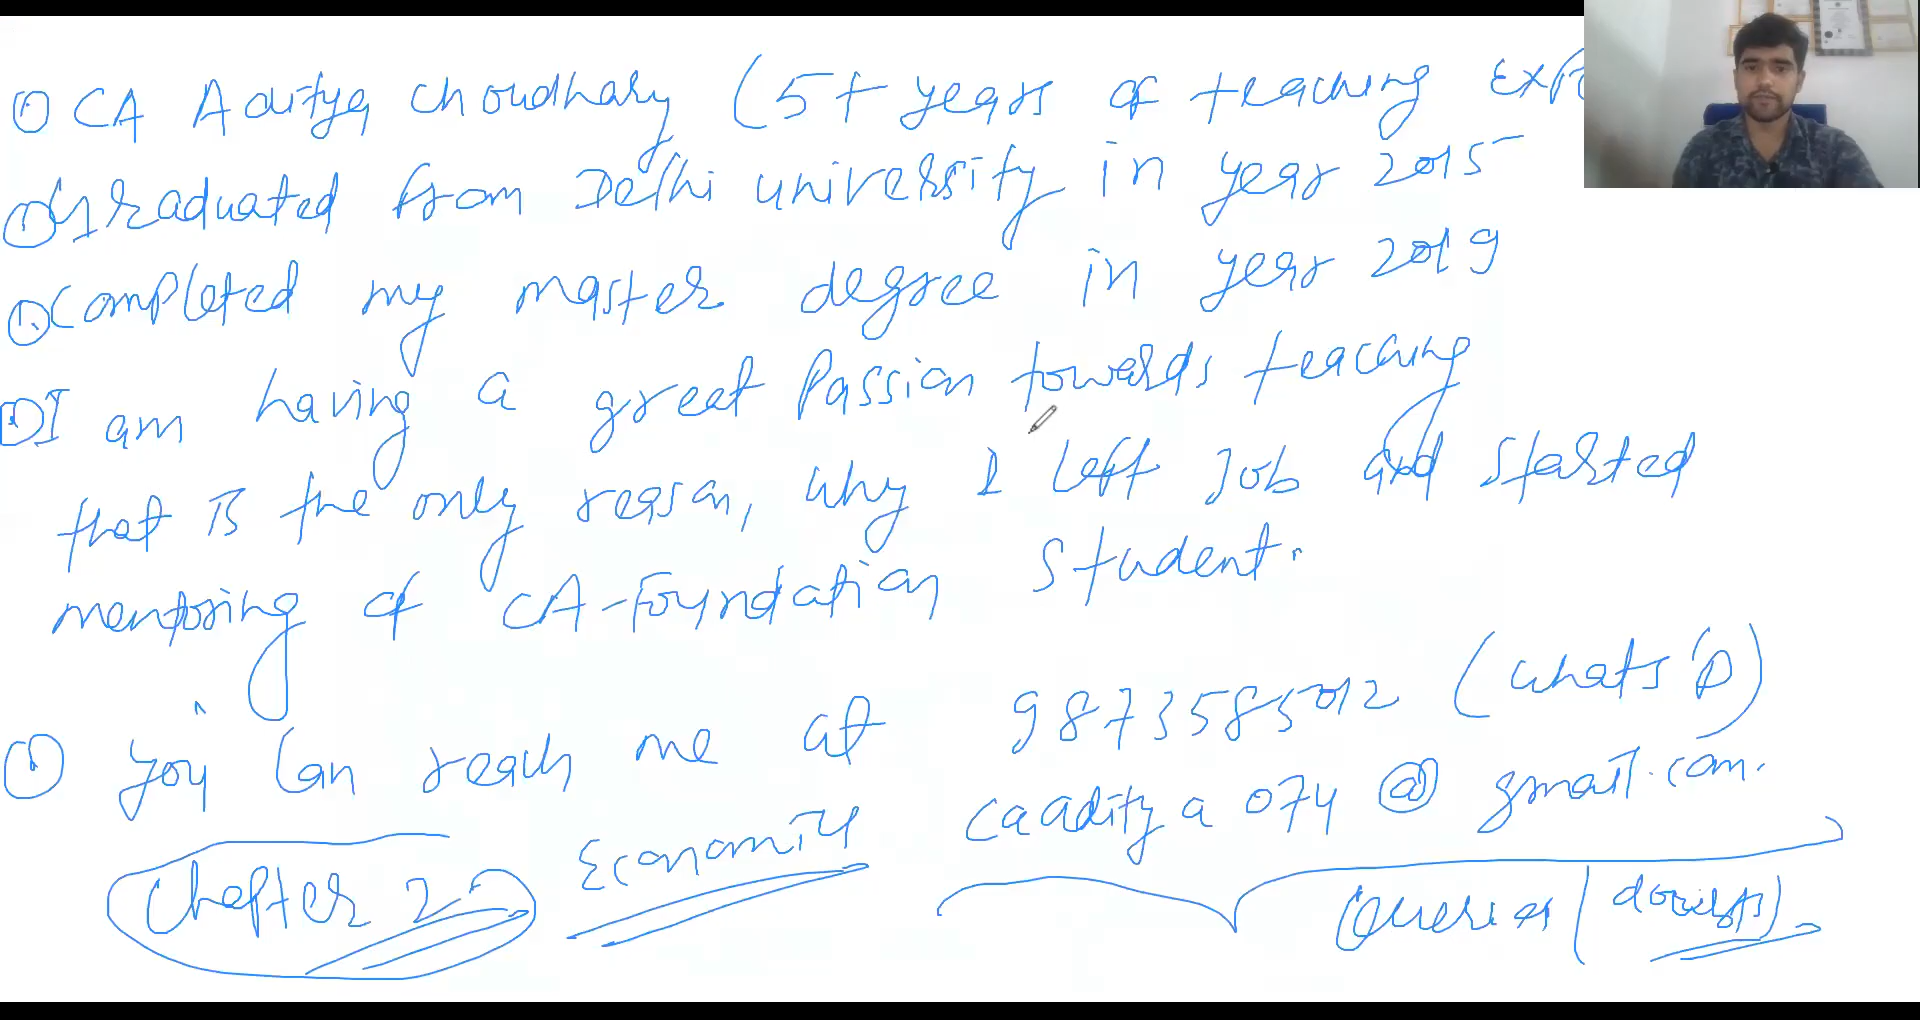 CA Aditya Choudhary (5+ years of teaching Exp
Graduated from Delhi university in year 2015
Completed my master degree in year 2019
I am having a great Passion towards teaching
that is the only reason, why I left Job and started
mentoring of CA-Foundation student.
you can reach me at 9873585012 (whats'p)
caaditya074@gmail.com.
Chapter 2 Economics
Queries / doubts